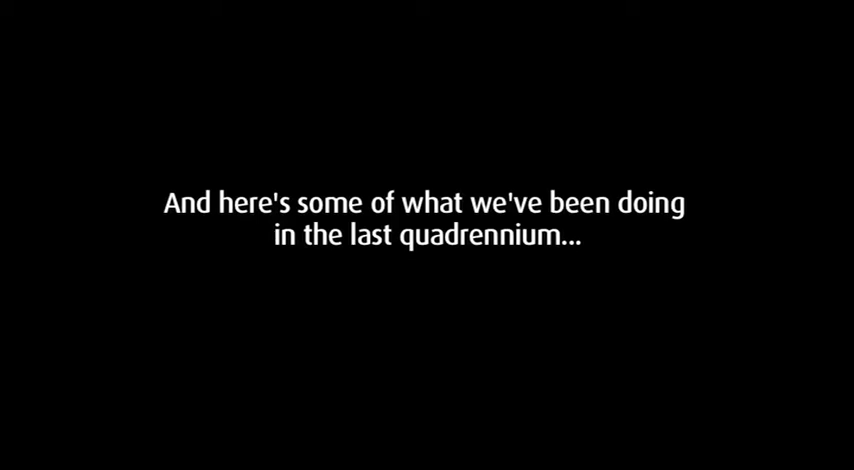 And here's some of what we've been doing
in the last quadrennium...